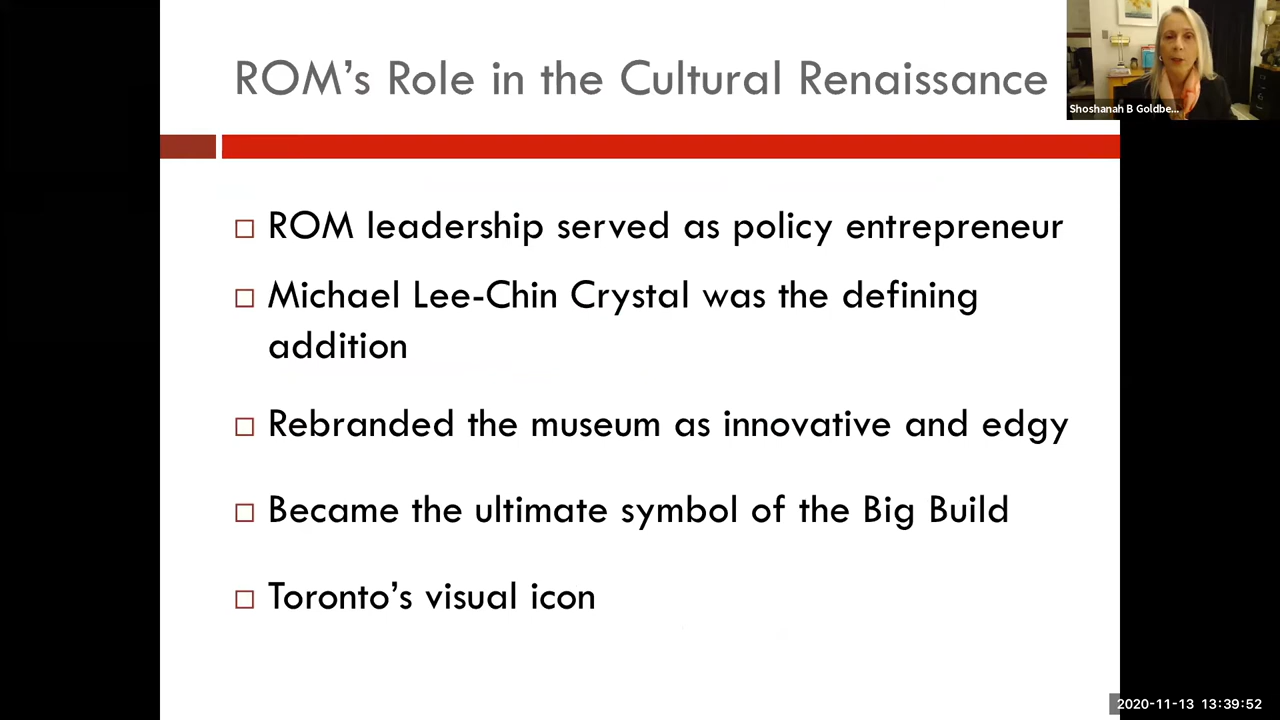 ROM’s Role in the Cultural Renaissance
Shoshanah B Goldbe...
ROM leadership served as policy entrepreneur
Michael Lee-Chin Crystal was the defining
addition
Rebranded the museum as innovative and edgy
Became the ultimate symbol of the Big Build
Toronto’s visual icon
2020-11-13 13:39:52